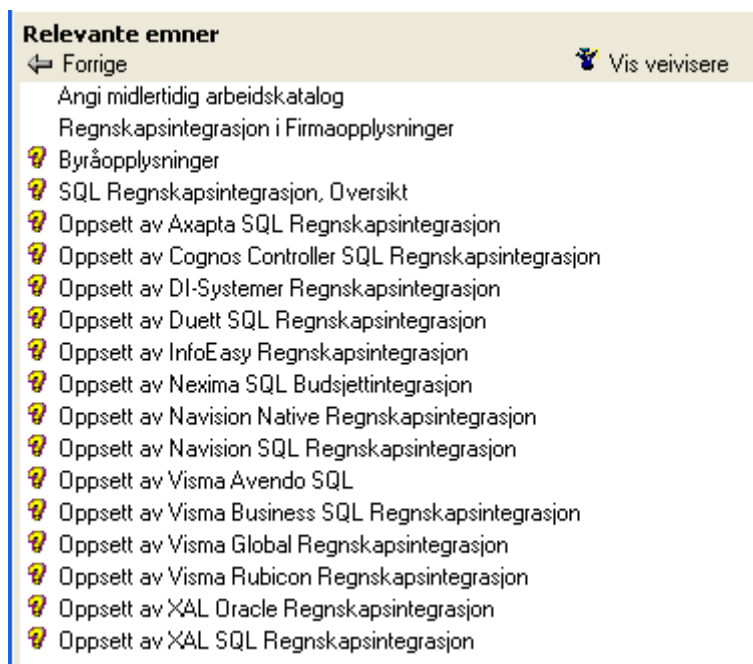 Relevante emner
Forrige Vis veivisere
Angi midlertidig arbeidskatalog
Regnskapsintegrasjon i Firmaopplysninger
Byråopplysninger
SQL Regnskapsintegrasjon, Oversikt
Oppsett av Axapta SQL Regnskapsintegrasjon
Oppsett av Cognos Controller SQL Regnskapsintegrasjon
Oppsett av DI-Systemer Regnskapsintegrasjon
Oppsett av Duett SQL Regnskapsintegrasjon
Oppsett av InfoEasy Regnskapsintegrasjon
Oppsett av Nexima SQL Budsjettintegrasjon
Oppsett av Navision Native Regnskapsintegrasjon
Oppsett av Navision SQL Regnskapsintegrasjon
Oppsett av Visma Avendo SQL
Oppsett av Visma Business SQL Regnskapsintegrasjon
Oppsett av Visma Global Regnskapsintegrasjon
Oppsett av Visma Rubicon Regnskapsintegrasjon
Oppsett av XAL Oracle Regnskapsintegrasjon
Oppsett av XAL SQL Regnskapsintegrasjon